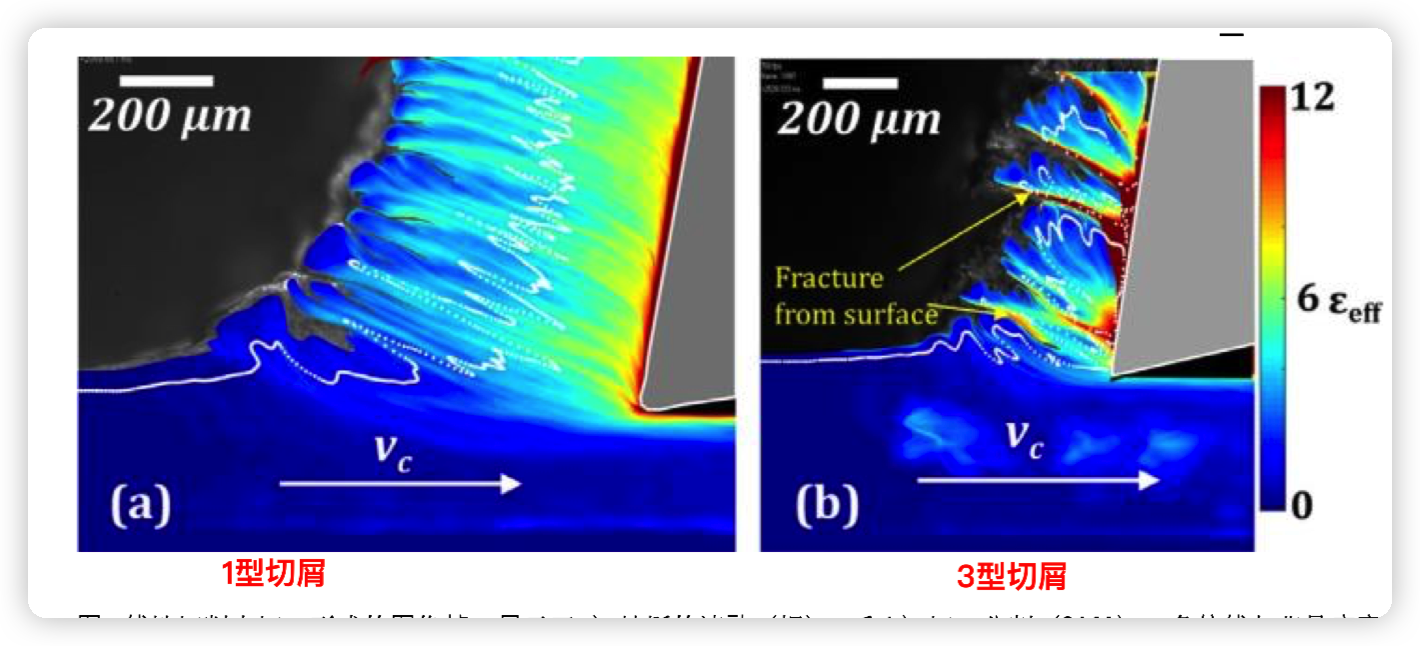 200 μm
v_c
(a)
1型切屑
200 μm
Fracture
from surface
v_c
(b)
3型切屑
12
6 ε_eff
0